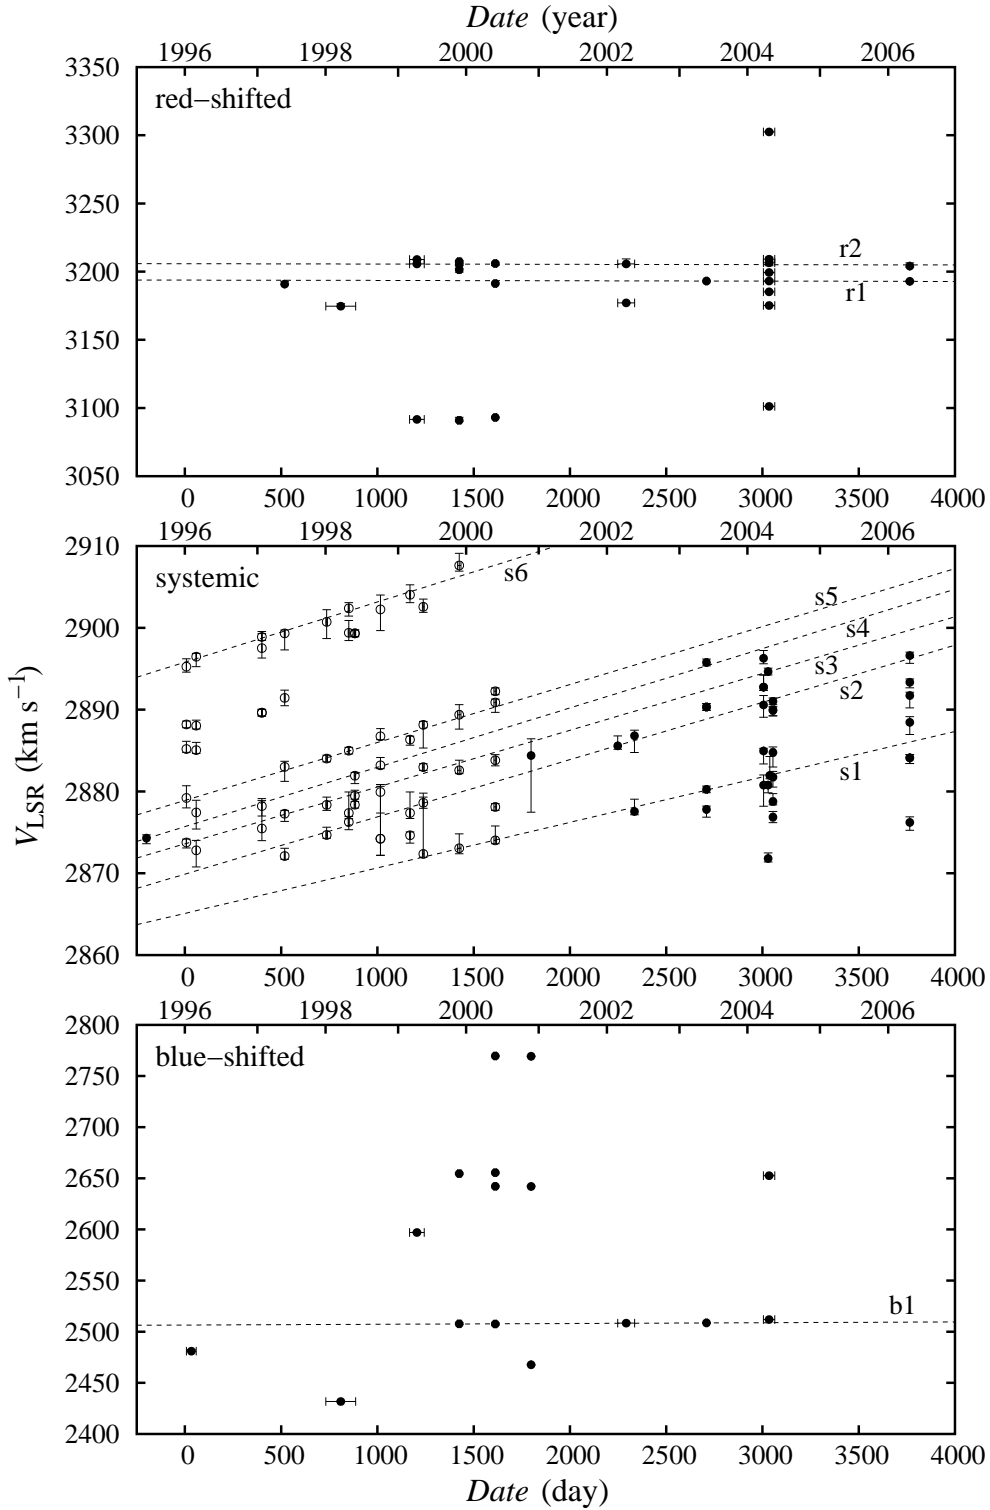 Date (year)
1996 1998 2000 2002 2004 2006
3350
red−shifted
3300
3250
r2
3200
r1
3150
3100
3050
0 500 1000 1500 2000 2500 3000 3500 4000
1996 1998 2000 2002 2004 2006
2910
systemic
s6
s5
2900
s4
s3
s2
2890
s1
2880
2870
2860
V_LSR (km s⁻¹)
0 500 1000 1500 2000 2500 3000 3500 4000
1996 1998 2000 2002 2004 2006
2800
blue−shifted
2750
2700
2650
2600
2550
b1
2500
2450
2400
0 500 1000 1500 2000 2500 3000 3500 4000
Date (day)